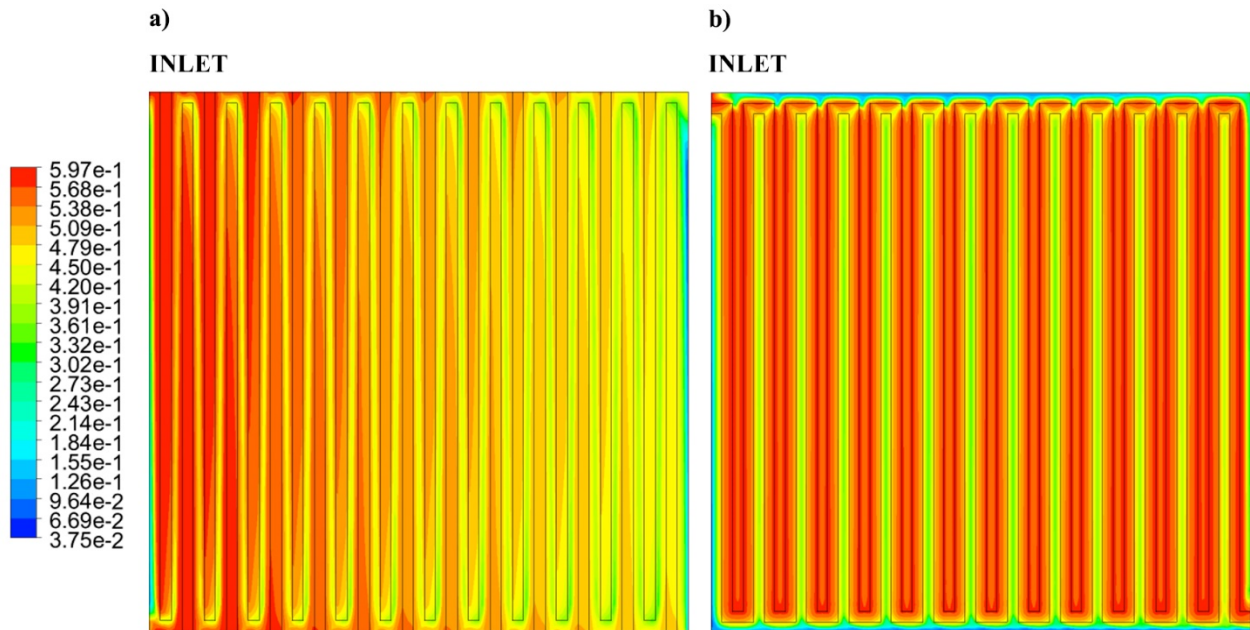 a)
b)
INLET
INLET
5.97e-1
5.68e-1
5.38e-1
5.09e-1
4.79e-1
4.50e-1
4.20e-1
3.91e-1
3.61e-1
3.32e-1
3.02e-1
2.73e-1
2.43e-1
2.14e-1
1.84e-1
1.55e-1
1.26e-1
9.64e-2
6.69e-2
3.75e-2